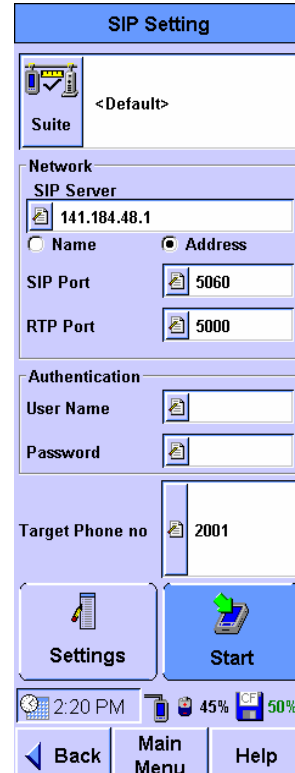 SIP Setting
Suite
<Default>
Network
SIP Server
141.184.48.1
Name Address
SIP Port 5060
RTP Port 5000
Authentication
User Name
Password
Target Phone no 2001
Settings Start
2:20 PM 45% CF 50%
Back Main Menu Help